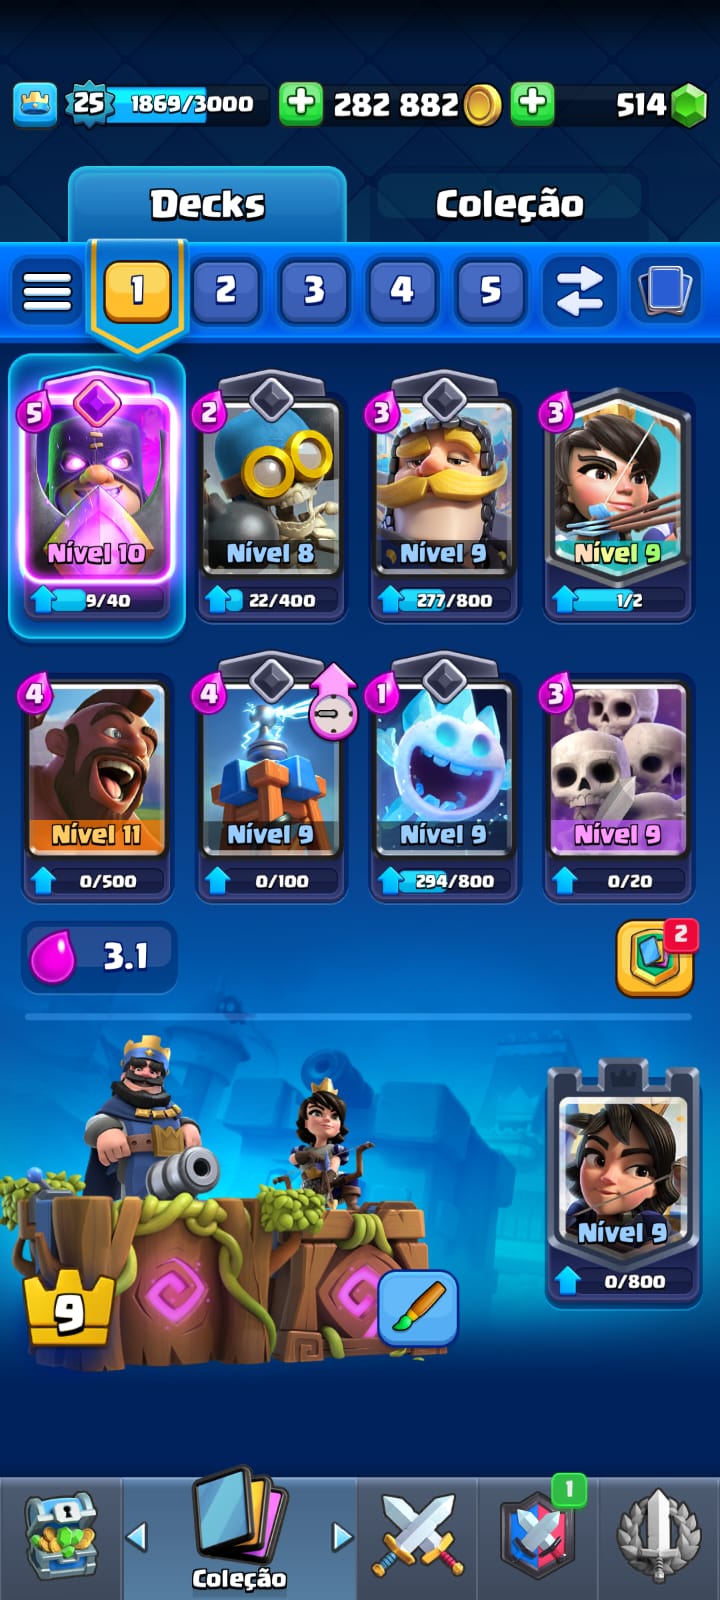 25 1869/3000 282 882 514
Decks Coleção
1 2 3 4 5
5 2 3 3
Nível 10 Nível 8 Nível 9 Nível 9
9/40 22/400 277/800 1/2
4 4 1 3
Nível 11 Nível 9 Nível 9 Nível 9
0/500 0/100 294/800 0/20
3.1 2
Nível 9
0/800
9
1
Coleção